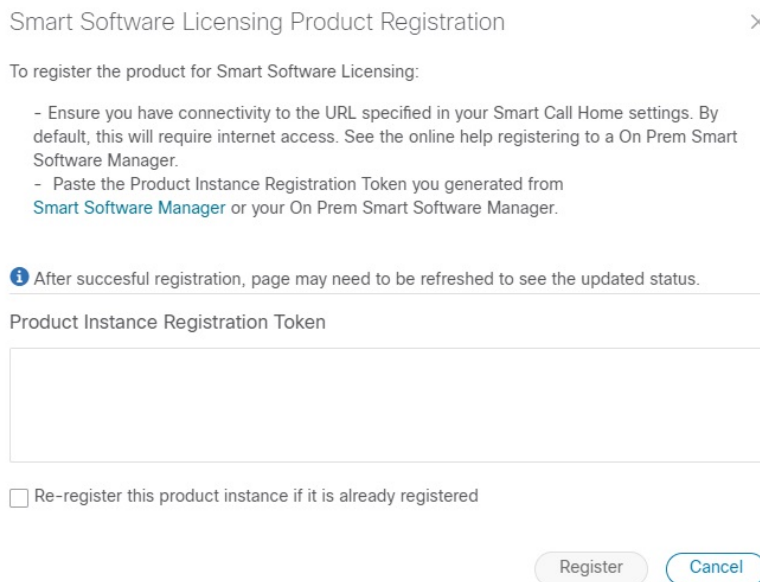 Smart Software Licensing Product Registration
To register the product for Smart Software Licensing:
- Ensure you have connectivity to the URL specified in your Smart Call Home settings. By
default, this will require internet access. See the online help registering to a On Prem Smart
Software Manager.
- Paste the Product Instance Registration Token you generated from
Smart Software Manager or your On Prem Smart Software Manager.
After succesful registration, page may need to be refreshed to see the updated status.
Product Instance Registration Token
Re-register this product instance if it is already registered
Register Cancel